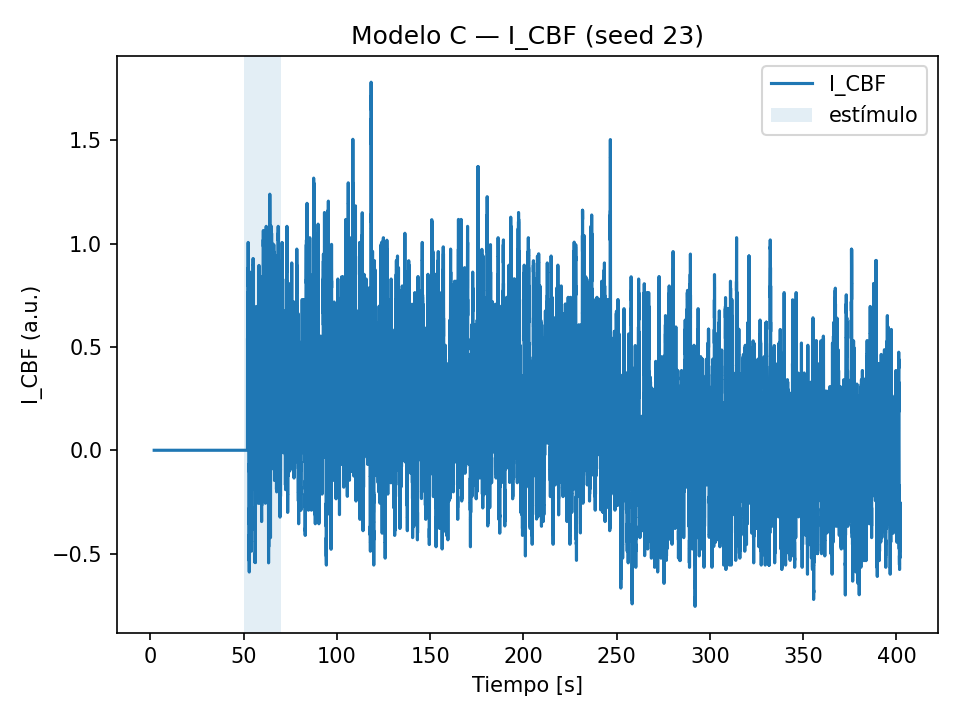 Modelo C — I_CBF (seed 23)
I_CBF
estímulo
1.5
1.0
0.5
0.0
−0.5
I_CBF (a.u.)
0 50 100 150 200 250 300 350 400
Tiempo [s]